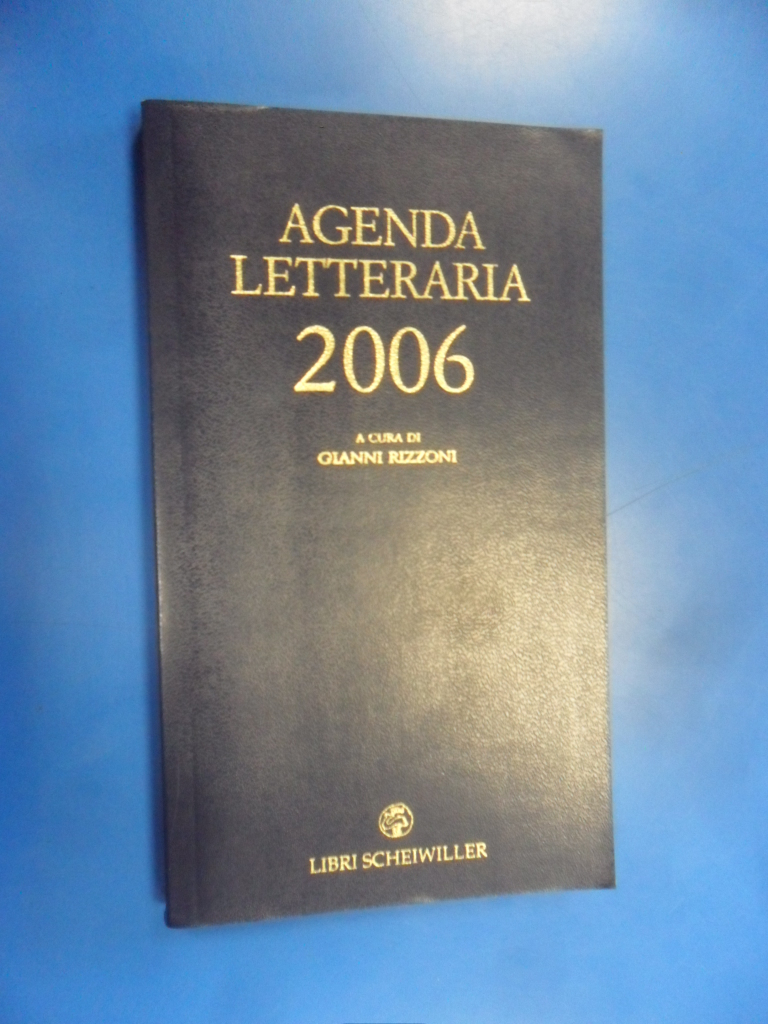 AGENDA
LETTERARIA
2006
A CURA DI
GIANNI RIZZONI
LIBRI SCHEIWILLER